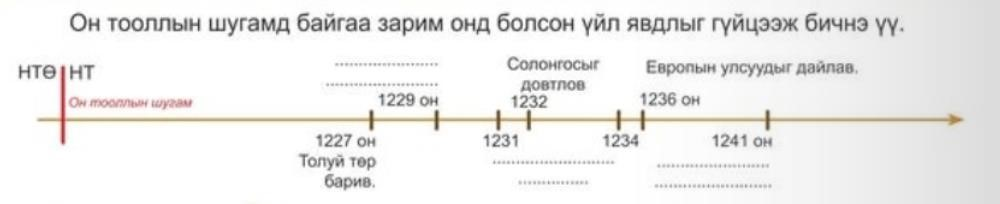 Он тооллын шугамд байгаа зарим онд болсон үйл явдлыг гүйцээж бичнэ үү.
НТӨ НТ
Он тооллын шугам
....................
....................
1229 он
Солонгосыг
довтлов
1232
Европын улсуудыг дайлав.
1236 он
1227 он
Толуй төр
барив.
1231
1234
........................
..............
1241 он
......................
......................